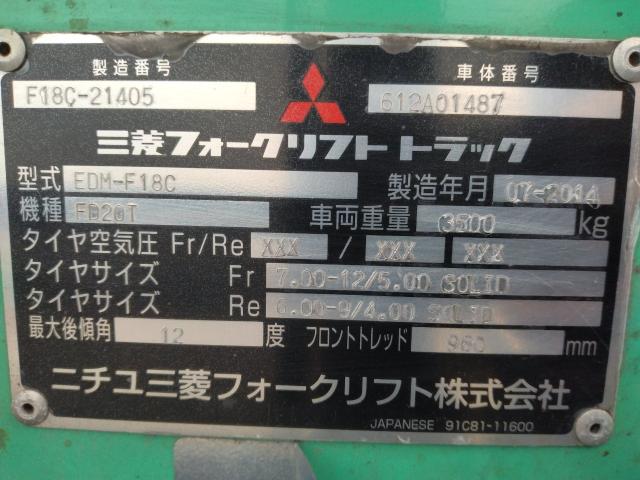 製造番号 車体番号
F18C-21405 612A01487
三菱フォークリフト トラック
型式 EDM-F18C 製造年月 07-2014
機種 FD20T 車両重量 3500 kg
タイヤ空気圧 Fr/Re XXX / XXX XXX
タイヤサイズ Fr 7.00-12/5.00 SOLID
タイヤサイズ Re 6.00-9/4.00 SOLID
最大後傾角 12 度 フロントトレッド 960 mm
ニチユ三菱フォークリフト株式会社
JAPANESE 91C81-11600